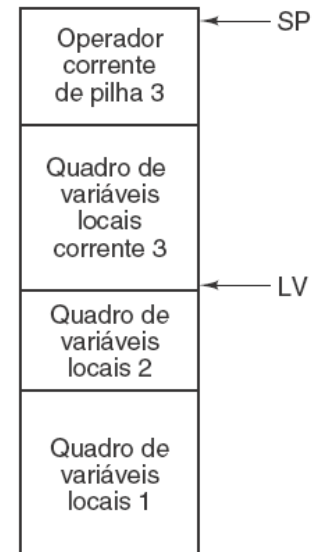 Operador
corrente
de pilha 3
SP
Quadro de
variáveis
locais
corrente 3
LV
Quadro de
variáveis
locais 2
Quadro de
variáveis
locais 1